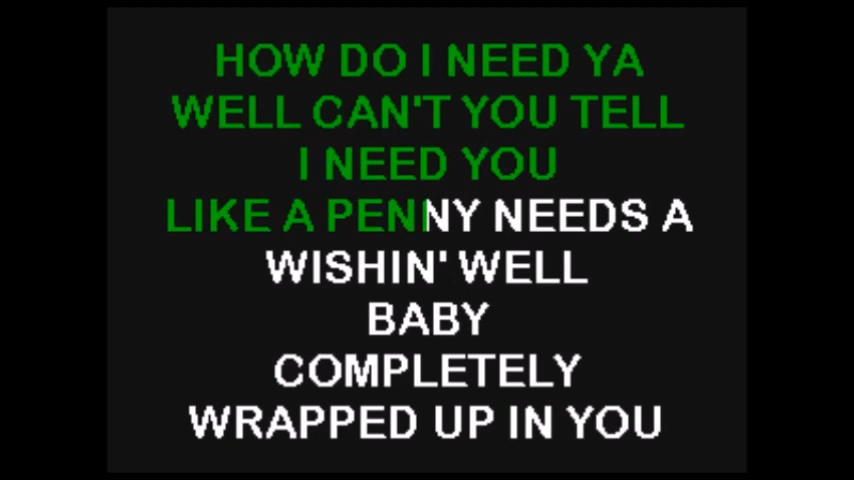 HOW DO I NEED YA
WELL CAN'T YOU TELL
I NEED YOU
LIKE A PENNY NEEDS A
WISHIN' WELL
BABY
COMPLETELY
WRAPPED UP IN YOU